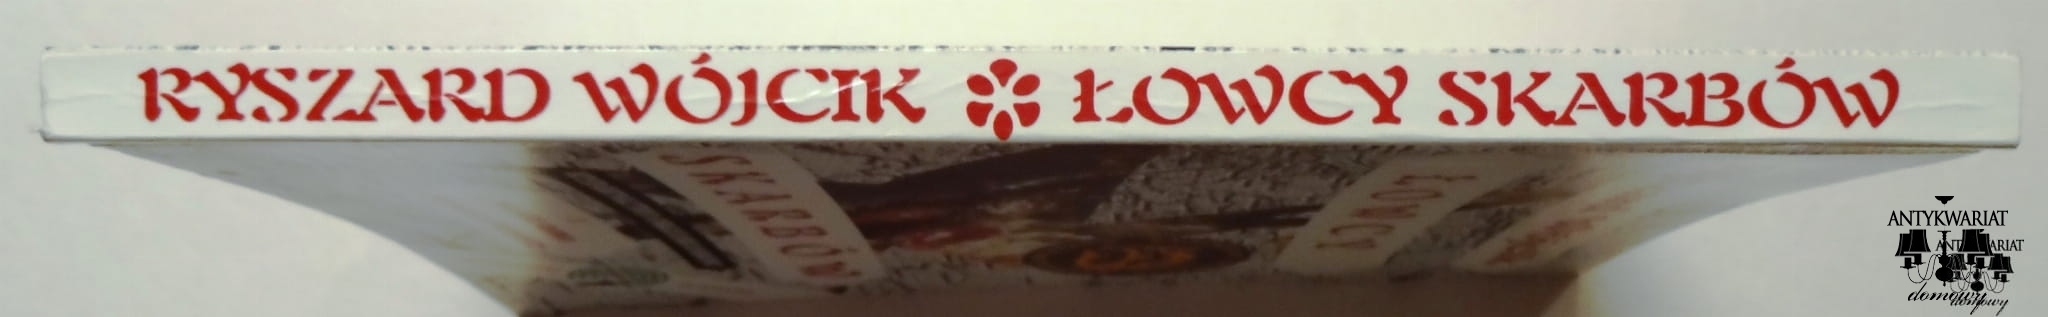 RYSZARD WÓJCIK ŁOWCY SKARBÓW
SKARBÓW
ŁOWCY
ANTYKWARIAT
domowy